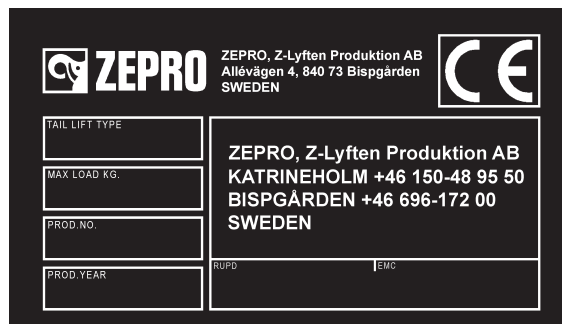 ZEPRO
ZEPRO, Z-Lyften Produktion AB
Allévägen 4, 840 73 Bispgården
SWEDEN
CE
TAIL LIFT TYPE
MAX LOAD KG.
PROD.NO.
PROD.YEAR
ZEPRO, Z-Lyften Produktion AB
KATRINEHOLM +46 150-48 95 50
BISPGÅRDEN +46 696-172 00
SWEDEN
RUPD
EMC